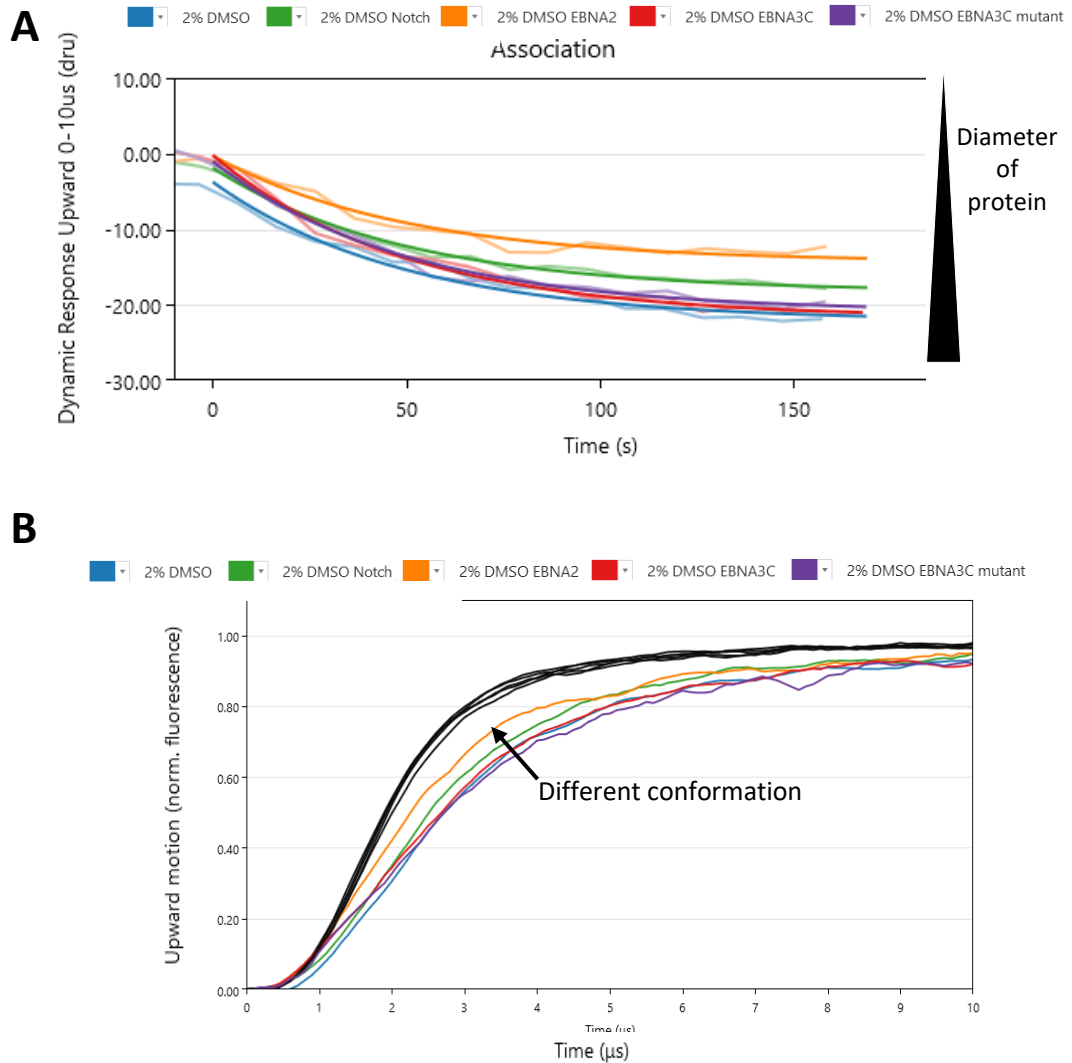 A
2% DMSO 2% DMSO Notch 2% DMSO EBNA2 2% DMSO EBNA3C 2% DMSO EBNA3C mutant
Association
Dynamic Response Upward 0-10us (dru)
10.00
0.00
-10.00
-20.00
-30.00
0 50 100 150
Time (s)
Diameter
of
protein
B
2% DMSO 2% DMSO Notch 2% DMSO EBNA2 2% DMSO EBNA3C 2% DMSO EBNA3C mutant
Upward motion (norm. fluorescence)
1.00
0.80
0.60
0.40
0.20
0.00
Different conformation
0 1 2 3 4 5 6 7 8 9 10
Time (µs)
Time (µs)